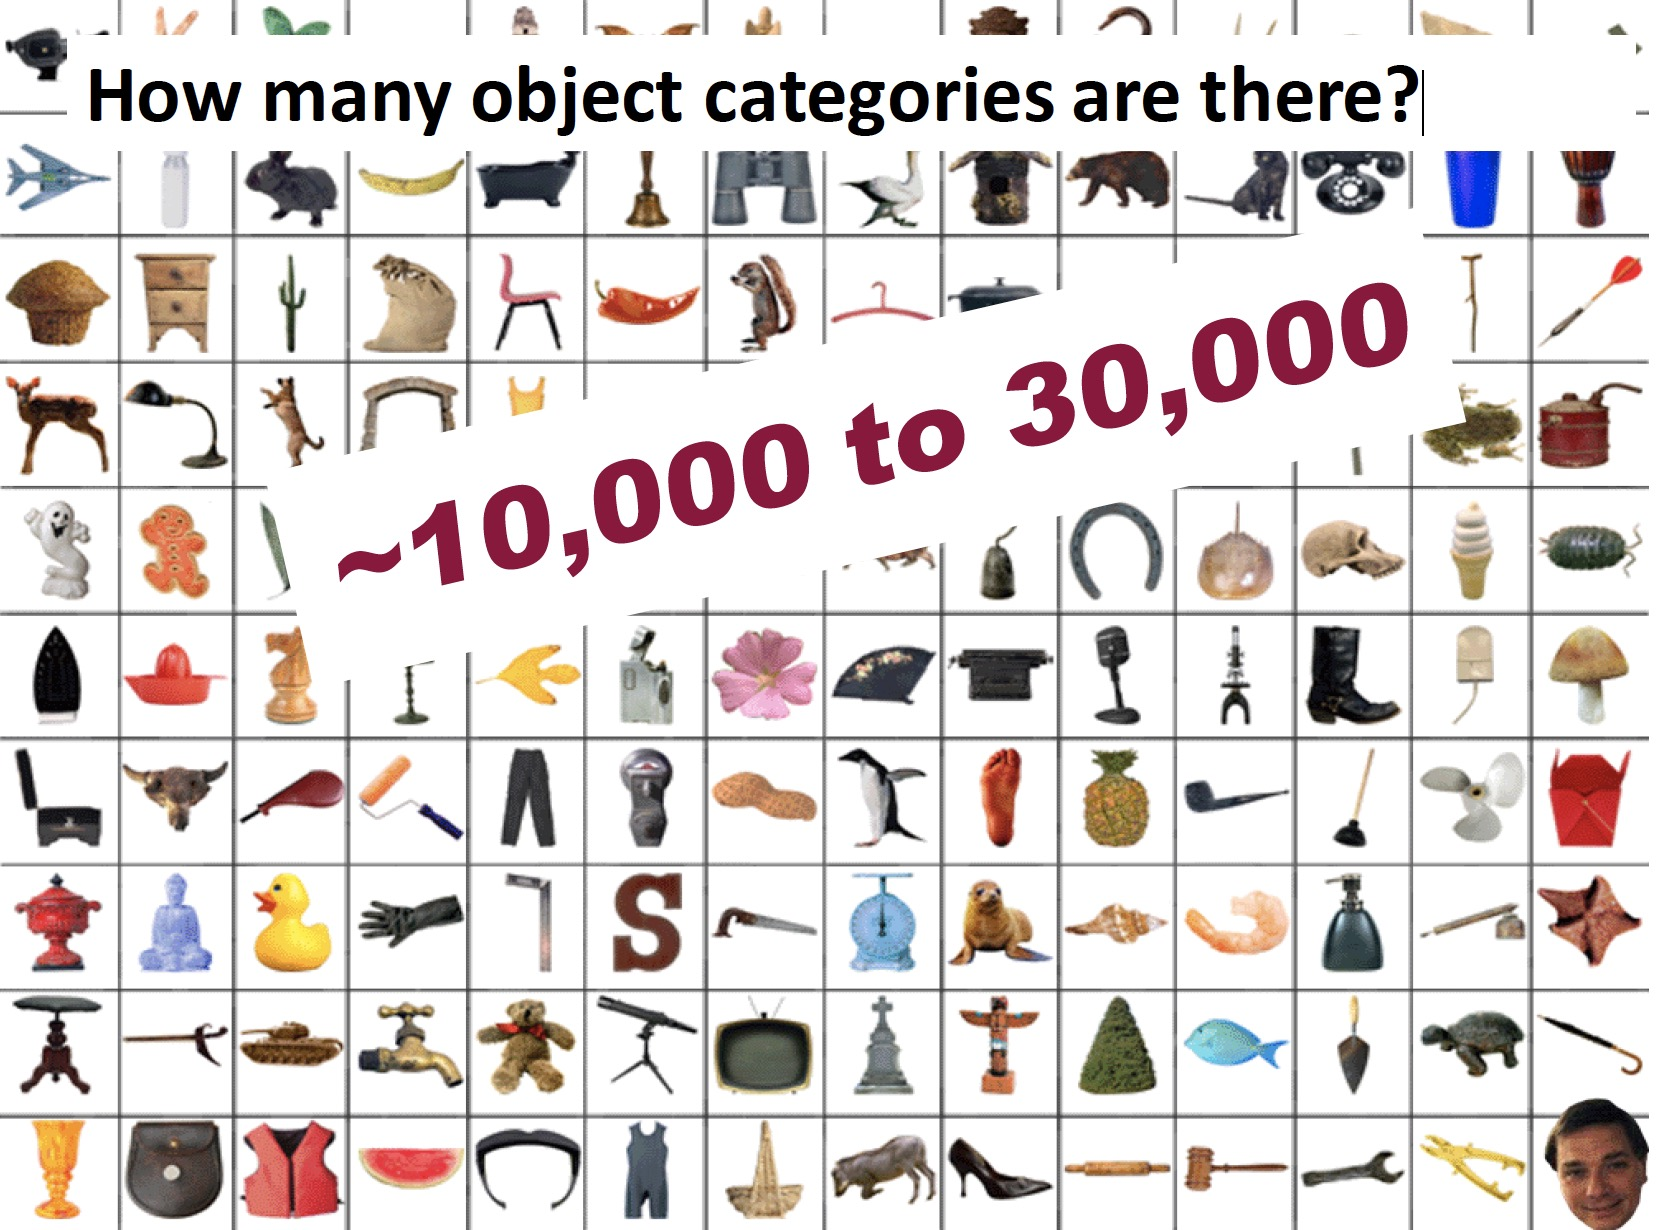 How many object categories are there?
~10,000 to 30,000
S